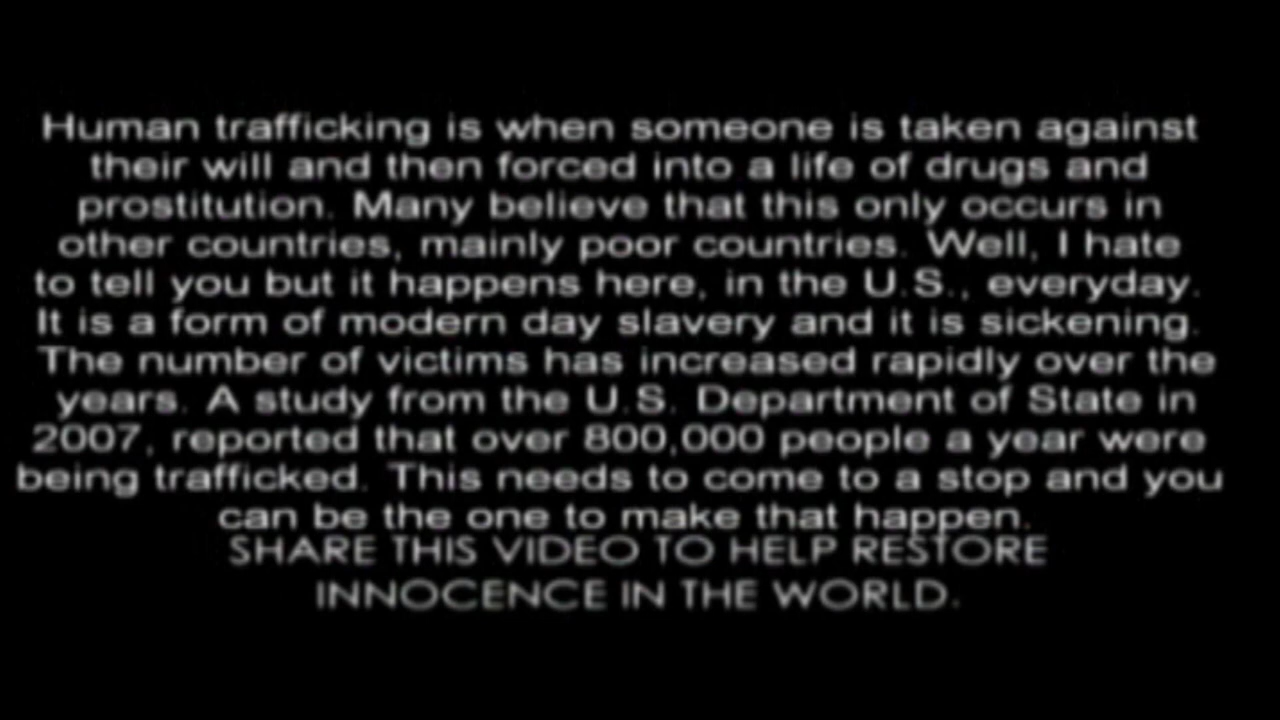 Human trafficking is when someone is taken against
their will and then forced into a life of drugs and
prostitution. Many believe that this only occurs in
other countries, mainly poor countries. Well, I hate
to tell you but it happens here, in the U.S., everyday.
It is a form of modern day slavery and it is sickening.
The number of victims has increased rapidly over the
years. A study from the U.S. Department of State in
2007, reported that over 800,000 people a year were
being trafficked. This needs to come to a stop and you
can be the one to make that happen.
SHARE THIS VIDEO TO HELP RESTORE
INNOCENCE IN THE WORLD.